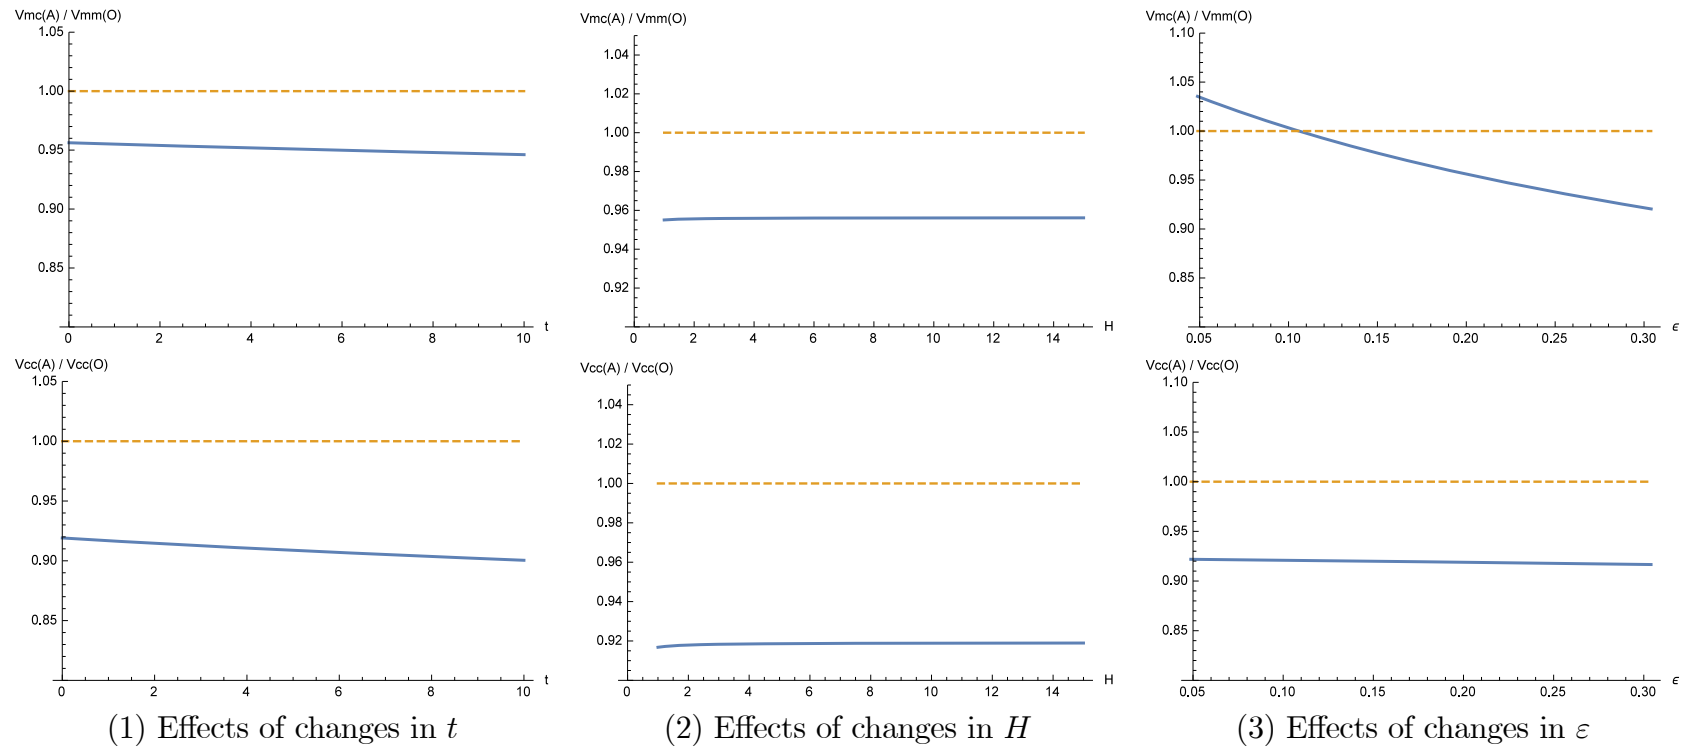 Vmc(A) / Vmm(O)
1.05
1.00
0.95
0.90
0.85
0 2 4 6 8 10 t
Vmc(A) / Vmm(O)
1.04
1.02
1.00
0.98
0.96
0.94
0.92
0 2 4 6 8 10 12 14 H
Vmc(A) / Vmm(O)
1.10
1.05
1.00
0.95
0.90
0.85
0.05 0.10 0.15 0.20 0.25 0.30 ϵ
Vcc(A) / Vcc(O)
1.05
1.00
0.95
0.90
0.85
0 2 4 6 8 10 t
Vcc(A) / Vcc(O)
1.04
1.02
1.00
0.98
0.96
0.94
0.92
0 2 4 6 8 10 12 14 H
Vcc(A) / Vcc(O)
1.10
1.05
1.00
0.95
0.90
0.85
0.05 0.10 0.15 0.20 0.25 0.30 ϵ
(1) Effects of changes in t
(2) Effects of changes in H
(3) Effects of changes in ε